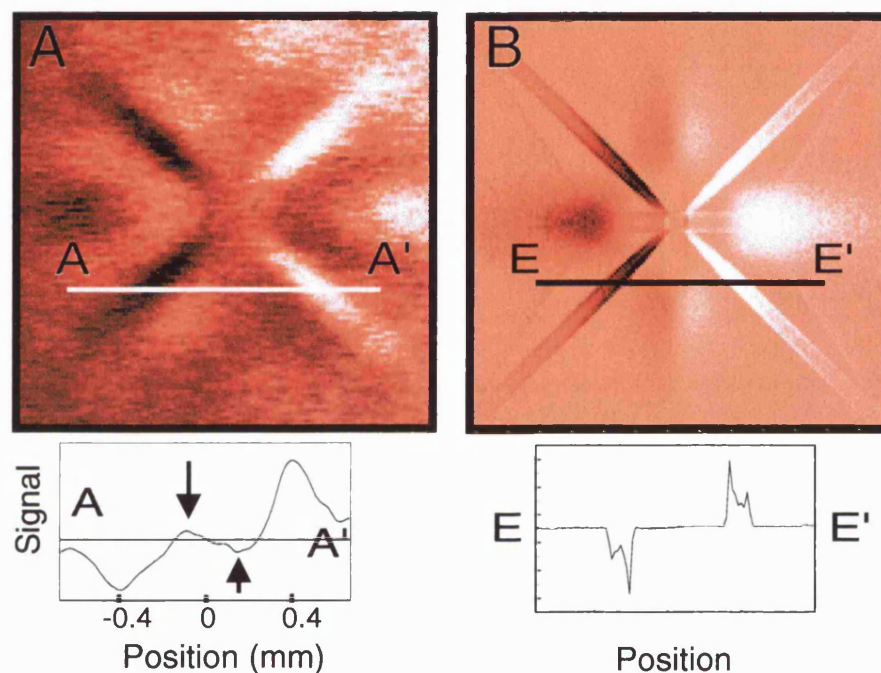 A
B
A
A'
E
E'
Signal
A
A'
-0.4
0
0.4
Position (mm)
E
E'
Position